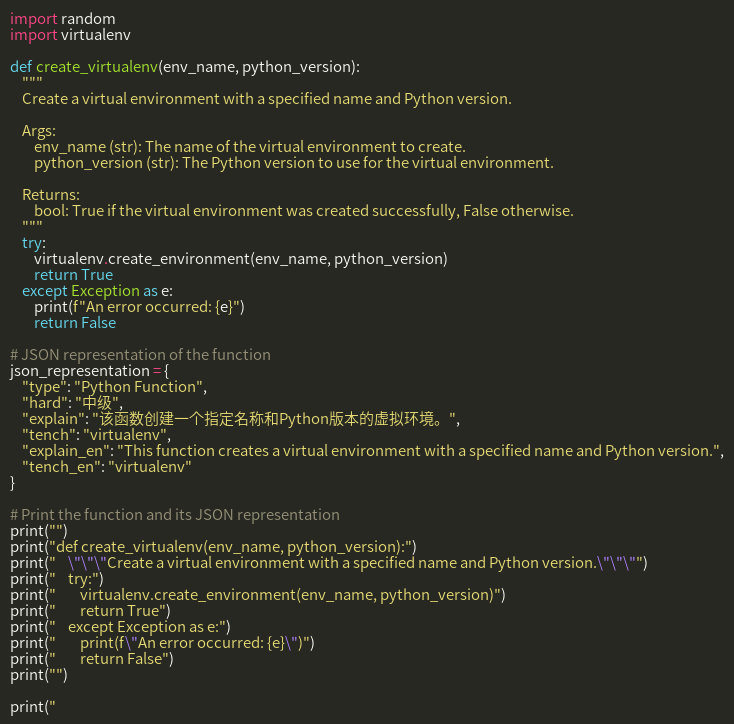 import random
import virtualenv

def create_virtualenv(env_name, python_version):
    """
    Create a virtual environment with a specified name and Python version.

    Args:
        env_name (str): The name of the virtual environment to create.
        python_version (str): The Python version to use for the virtual environment.

    Returns:
        bool: True if the virtual environment was created successfully, False otherwise.
    """
    try:
        virtualenv.create_environment(env_name, python_version)
        return True
    except Exception as e:
        print(f"An error occurred: {e}")
        return False

# JSON representation of the function
json_representation = {
    "type": "Python Function",
    "hard": "中级",
    "explain": "该函数创建一个指定名称和Python版本的虚拟环境。",
    "tench": "virtualenv",
    "explain_en": "This function creates a virtual environment with a specified name and Python version.",
    "tench_en": "virtualenv"
}

# Print the function and its JSON representation
print("")
print("def create_virtualenv(env_name, python_version):")
print("    \"\"\"Create a virtual environment with a specified name and Python version.\"\"\"")
print("    try:")
print("        virtualenv.create_environment(env_name, python_version)")
print("        return True")
print("    except Exception as e:")
print("        print(f\"An error occurred: {e}\")")
print("        return False")
print("")

print("